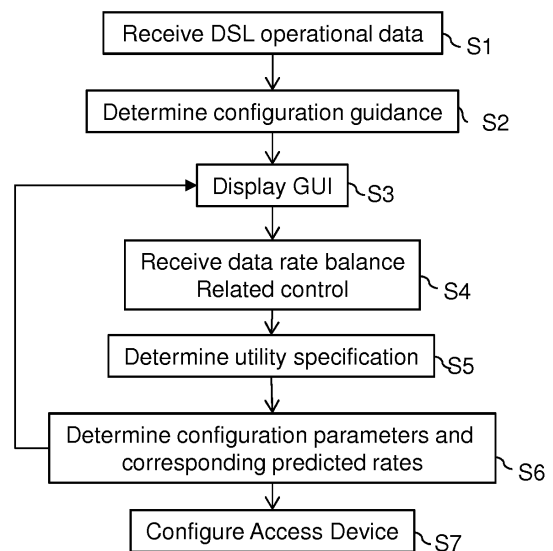 Receive DSL operational data
S1
Determine configuration guidance
S2
Display GUI
S3
Receive data rate balance
Related control
S4
Determine utility specification
S5
Determine configuration parameters and
corresponding predicted rates
S6
Configure Access Device
S7